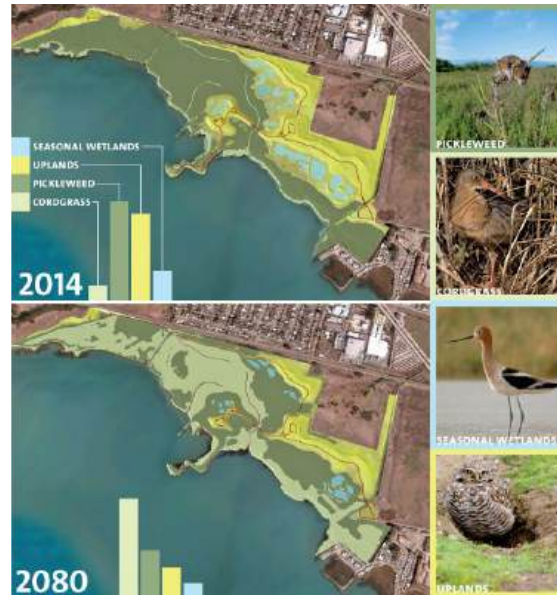 SEASONAL WETLANDS
UPLANDS
PICKLEWEED
CORDGRASS
2014
PICKLEWEED
CORDGRASS
2080
SEASONAL WETLANDS
UPLANDS